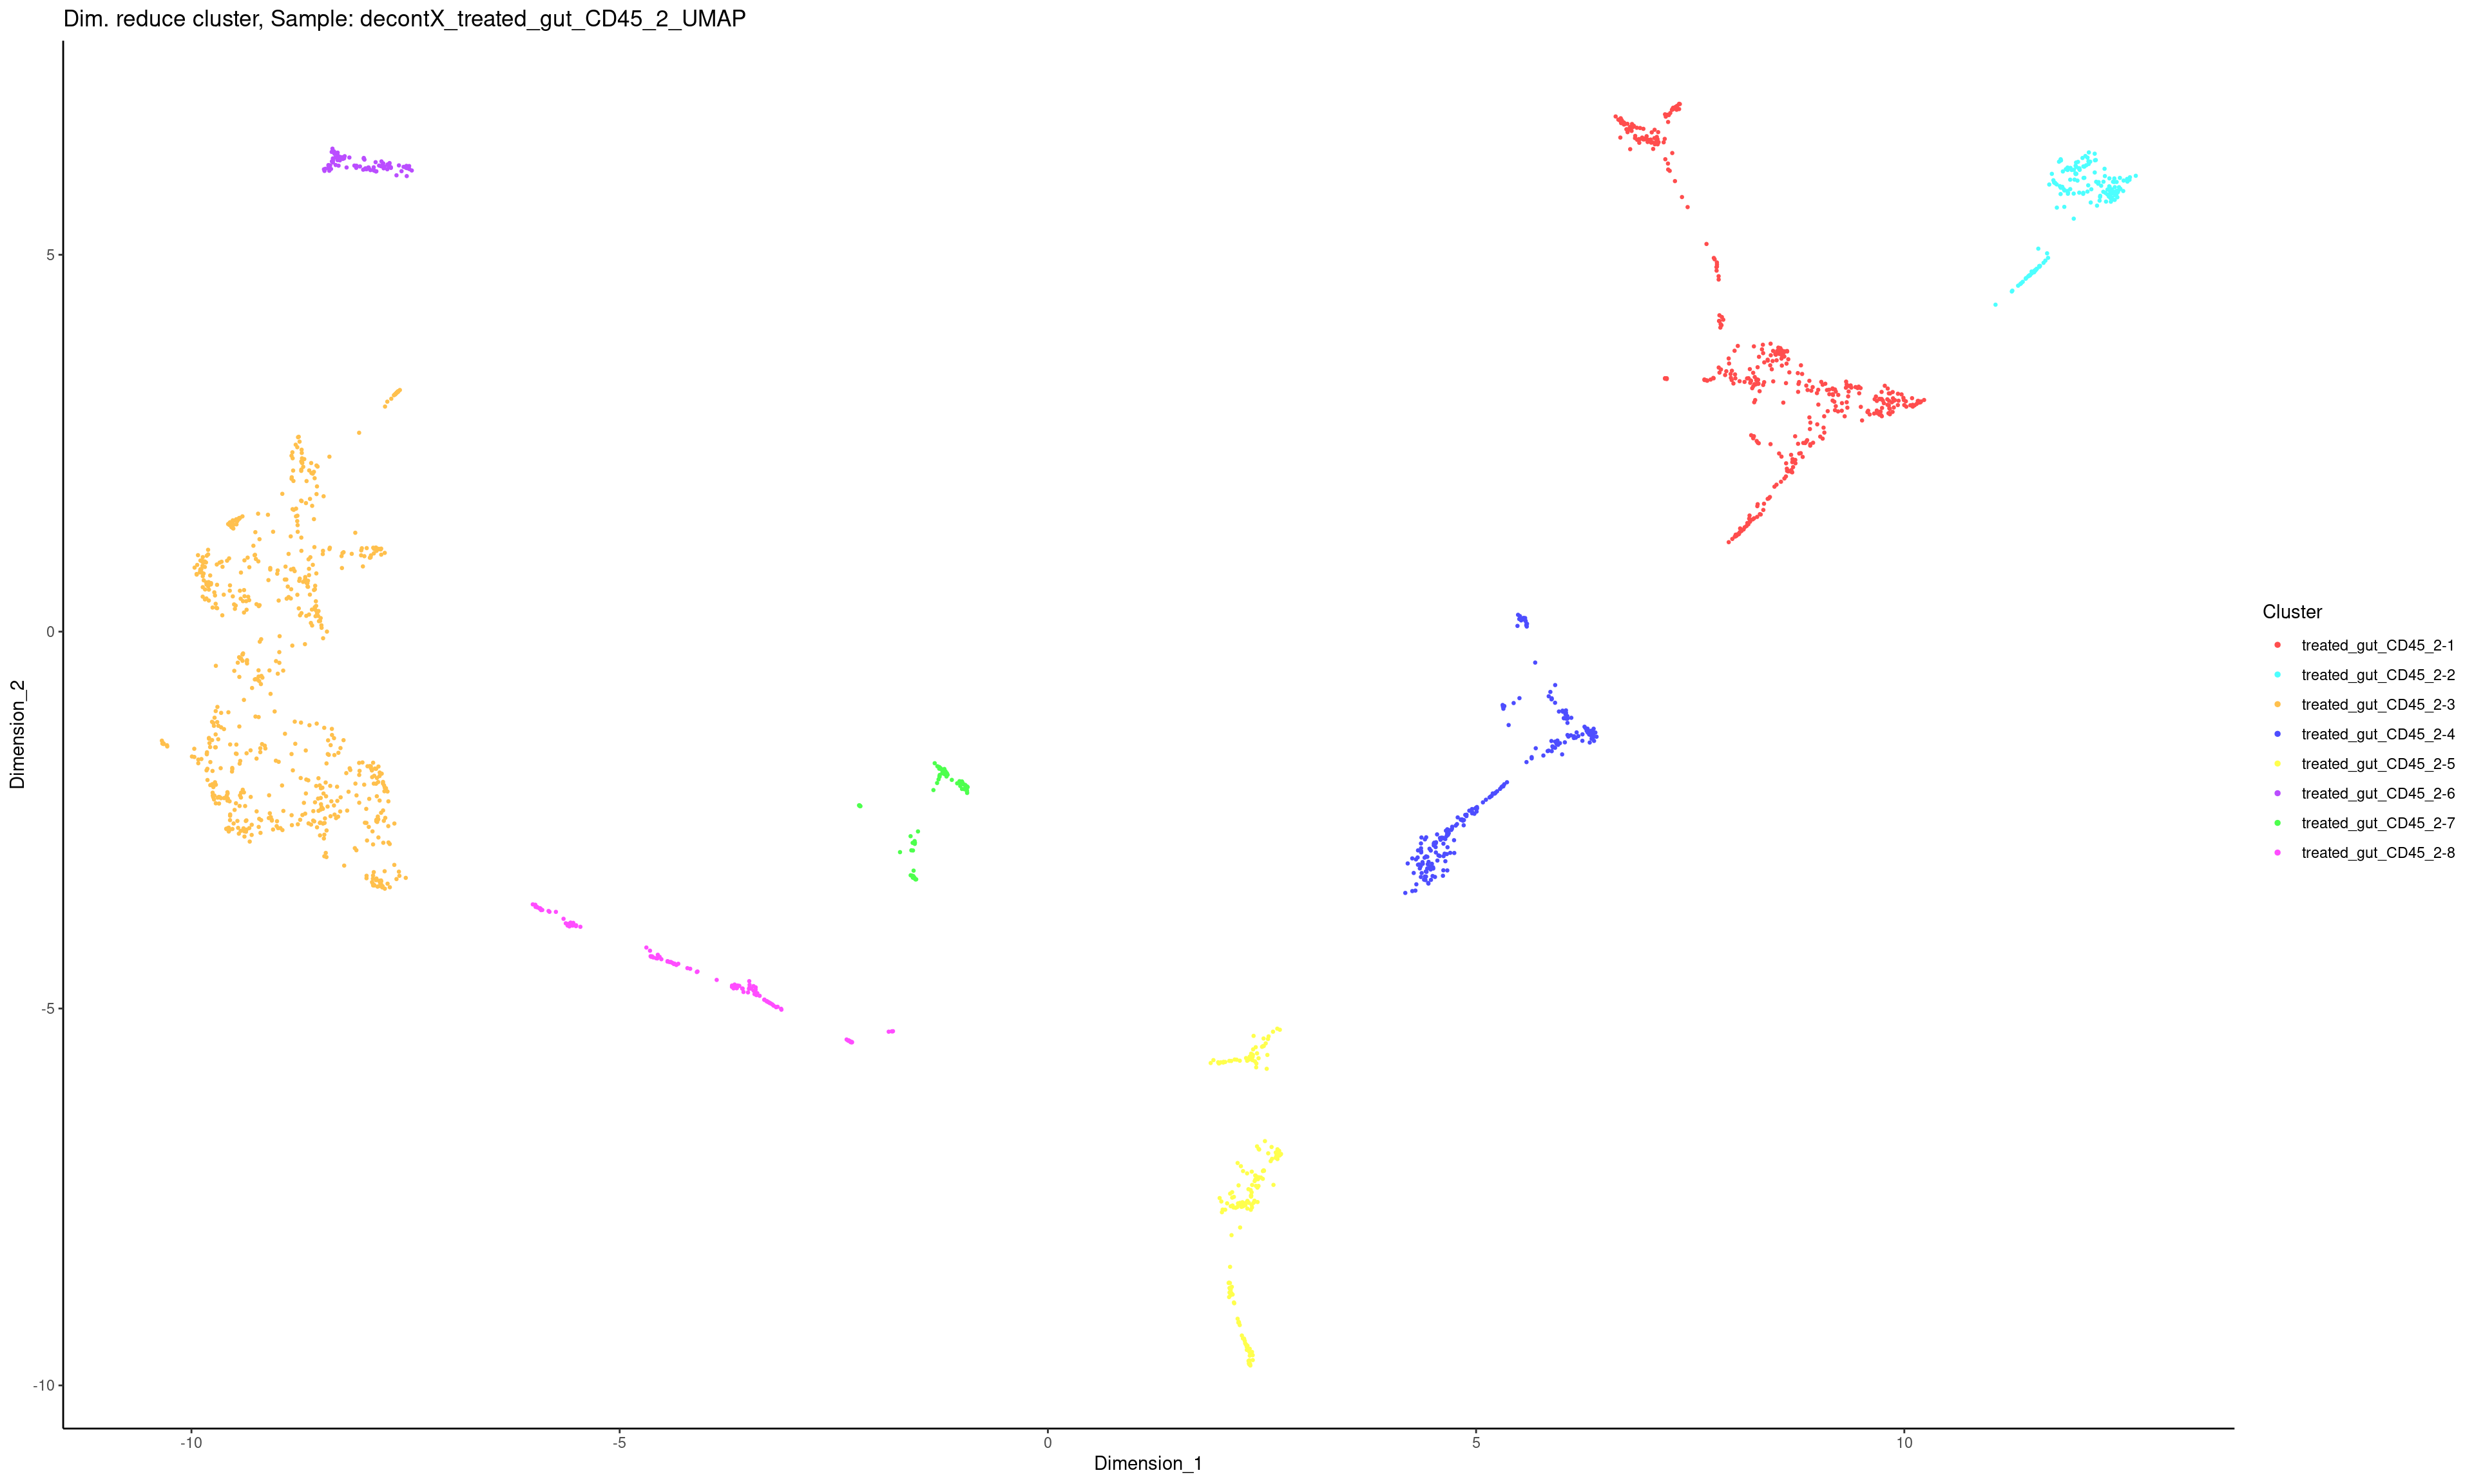 Dim. reduce cluster, Sample: decontX_treated_gut_CD45_2_UMAP
Dimension_2
5
0
-5
-10
-10
-5
0
5
10
Dimension_1
Cluster
treated_gut_CD45_2-1
treated_gut_CD45_2-2
treated_gut_CD45_2-3
treated_gut_CD45_2-4
treated_gut_CD45_2-5
treated_gut_CD45_2-6
treated_gut_CD45_2-7
treated_gut_CD45_2-8